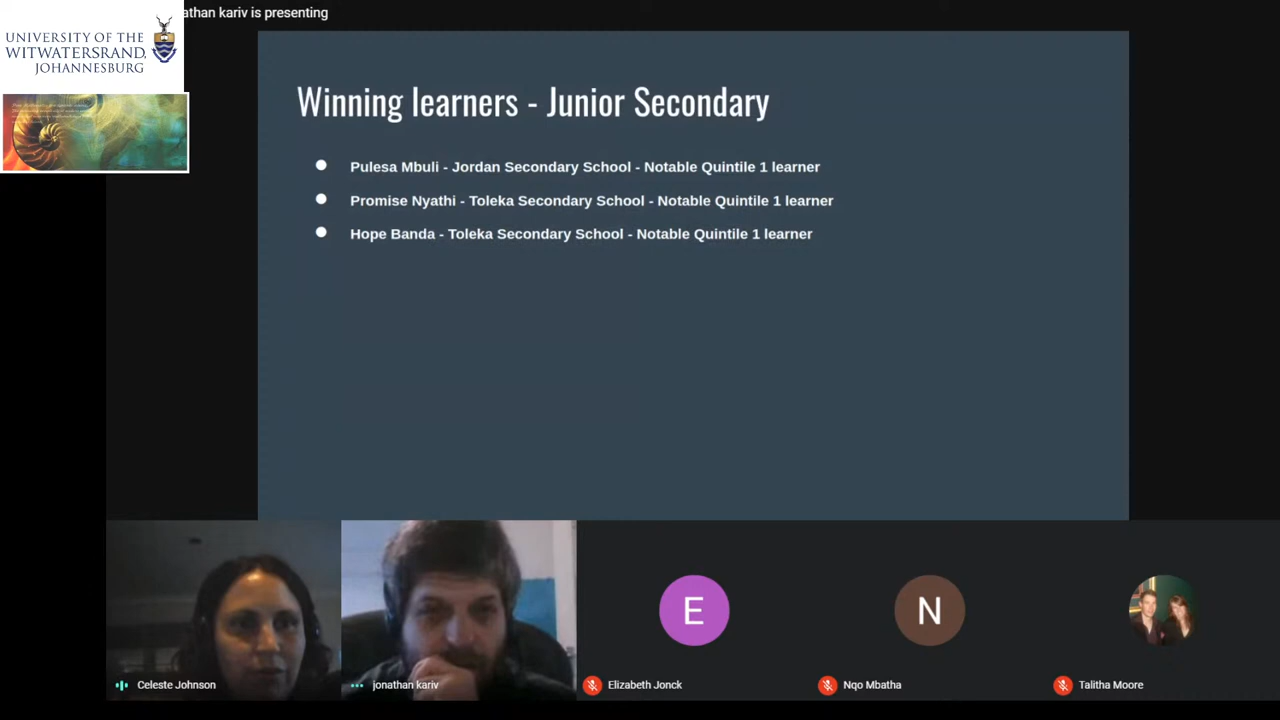 athan kariv is presenting
UNIVERSITY OF THE
WITWATERSRAND,
JOHANNESBURG
Winning learners - Junior Secondary
Pulesa Mbuli - Jordan Secondary School - Notable Quintile 1 learner
Promise Nyathi - Toleka Secondary School - Notable Quintile 1 learner
Hope Banda - Toleka Secondary School - Notable Quintile 1 learner
E
N
Celeste Johnson
jonathan kariv
Elizabeth Jonck
Nqo Mbatha
Talitha Moore